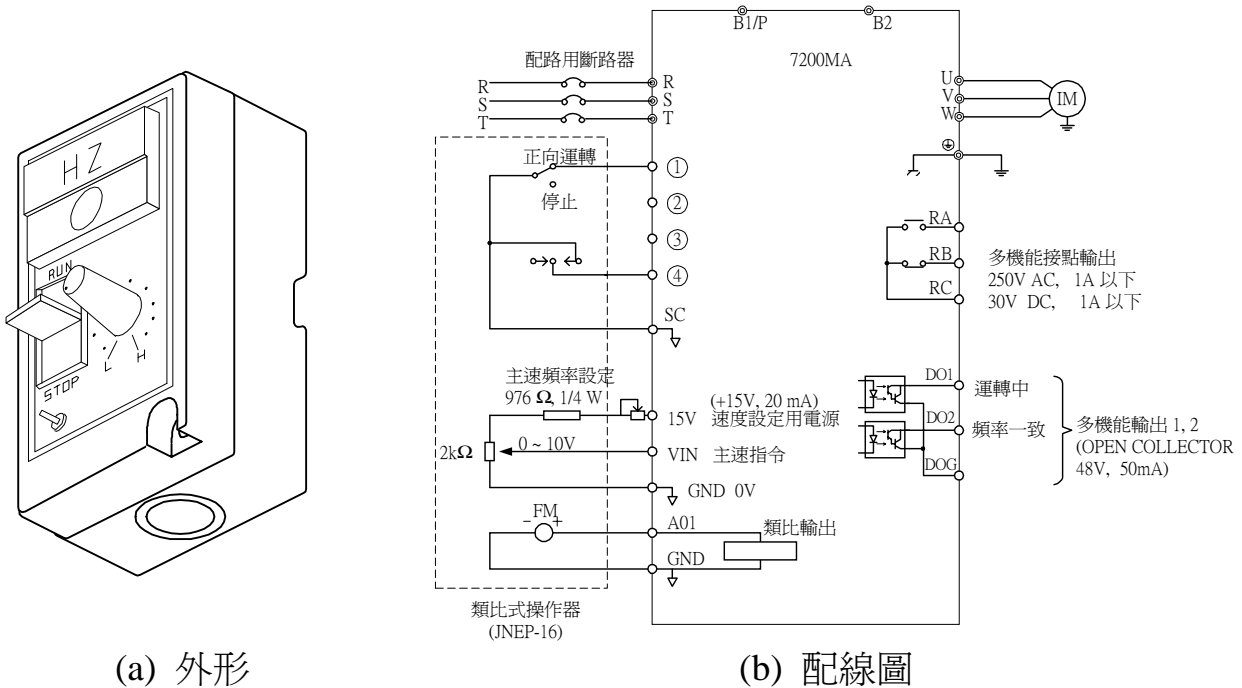 HZ
RUN
L
H
STOP
(a) 外形
B1/P
B2
7200MA
配路用斷路器
R
S
T
R
S
T
U
V
W
IM
正向運轉
停止
①
②
③
④
SC
RA
RB
RC
多機能接點輸出
250V AC, 1A 以下
30V DC, 1A 以下
主速頻率設定
976 Ω, 1/4 W
2kΩ
0 ~ 10V
15V
(+15V, 20 mA)
速度設定用電源
VIN 主速指令
GND 0V
DO1
運轉中
DO2
頻率一致
DOG
多機能輸出 1, 2
(OPEN COLLECTOR
48V, 50mA)
FM
- +
A01
類比輸出
GND
類比式操作器
(JNEP-16)
(b) 配線圖